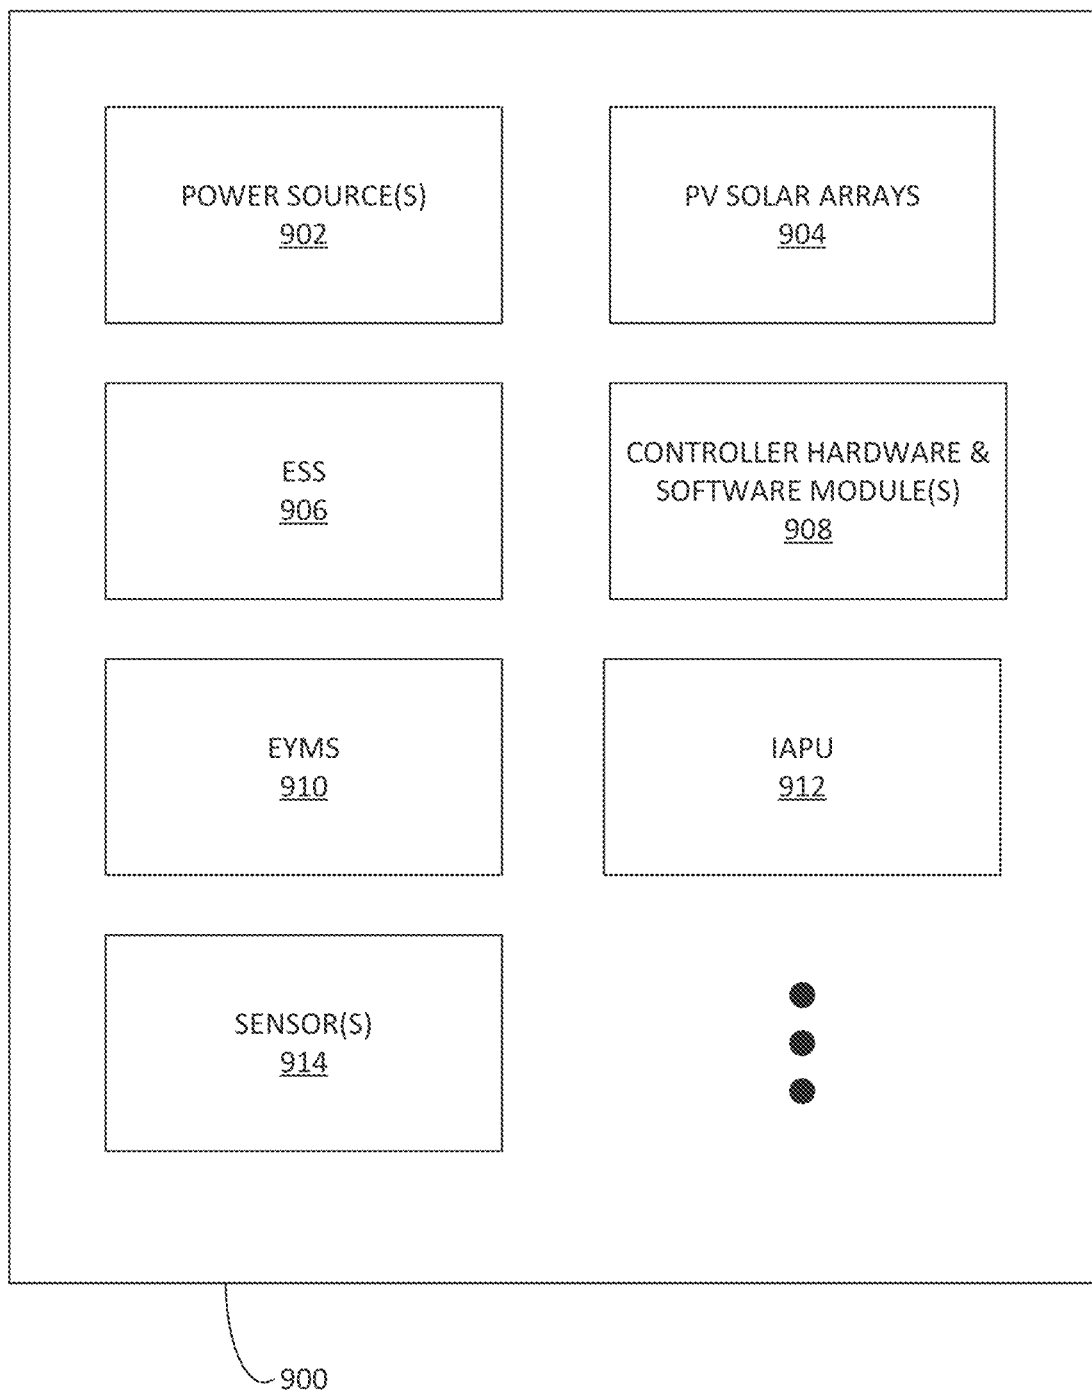 POWER SOURCE(S)
902
PV SOLAR ARRAYS
904
ESS
906
CONTROLLER HARDWARE &
SOFTWARE MODULE(S)
908
EYMS
910
IAPU
912
SENSOR(S)
914
900